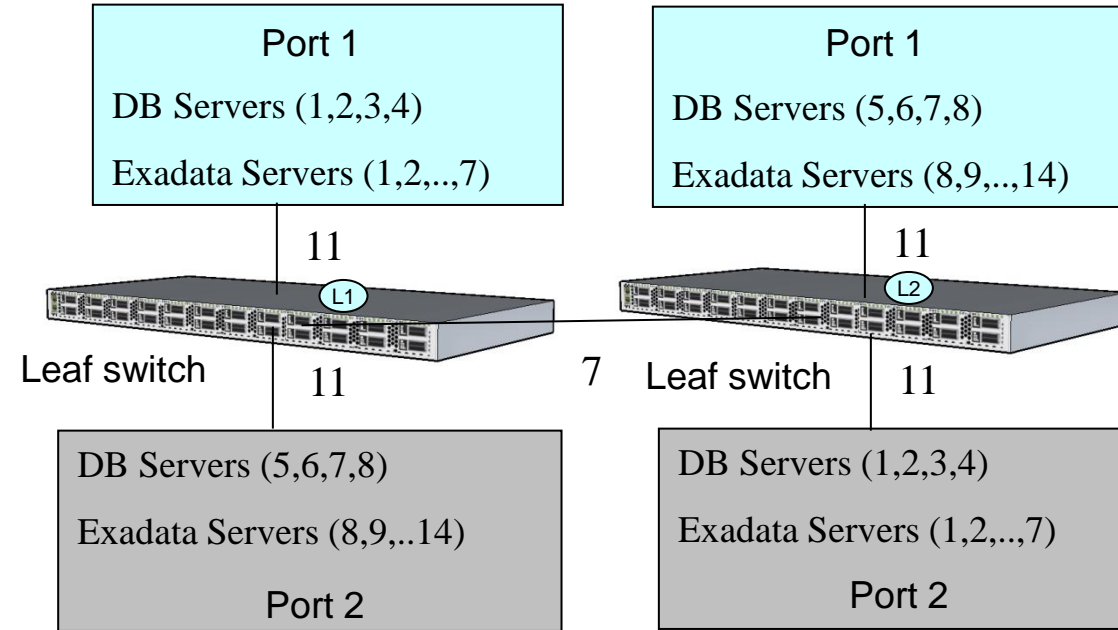 Port 1
DB Servers (1,2,3,4)
Exadata Servers (1,2,..,7)
Port 1
DB Servers (5,6,7,8)
Exadata Servers (8,9,..,14)
11
11
L1
L2
Leaf switch
11
7
Leaf switch
11
DB Servers (5,6,7,8)
Exadata Servers (8,9,..14)
Port 2
DB Servers (1,2,3,4)
Exadata Servers (1,2,..,7)
Port 2